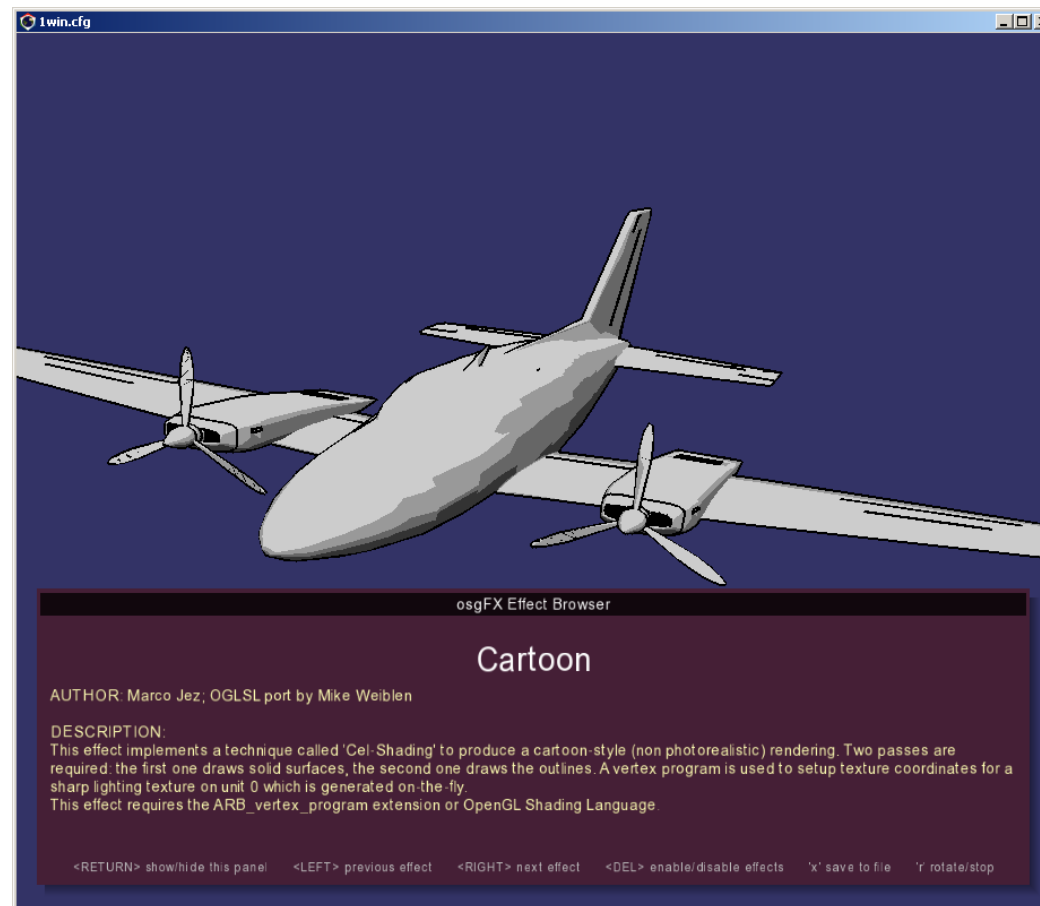 1win.cfg
osgFX Effect Browser
Cartoon
AUTHOR: Marco Jez; OGLSL port by Mike Weiblen
DESCRIPTION:
This effect implements a technique called 'Cel-Shading' to produce a cartoon-style (non photorealistic) rendering. Two passes are
required: the first one draws solid surfaces, the second one draws the outlines. A vertex program is used to setup texture coordinates for a
sharp lighting texture on unit 0 which is generated on-the-fly.
This effect requires the ARB_vertex_program extension or OpenGL Shading Language.
<RETURN> show/hide this panel <LEFT> previous effect <RIGHT> next effect <DEL> enable/disable effects 'x' save to file 'r' rotate/stop